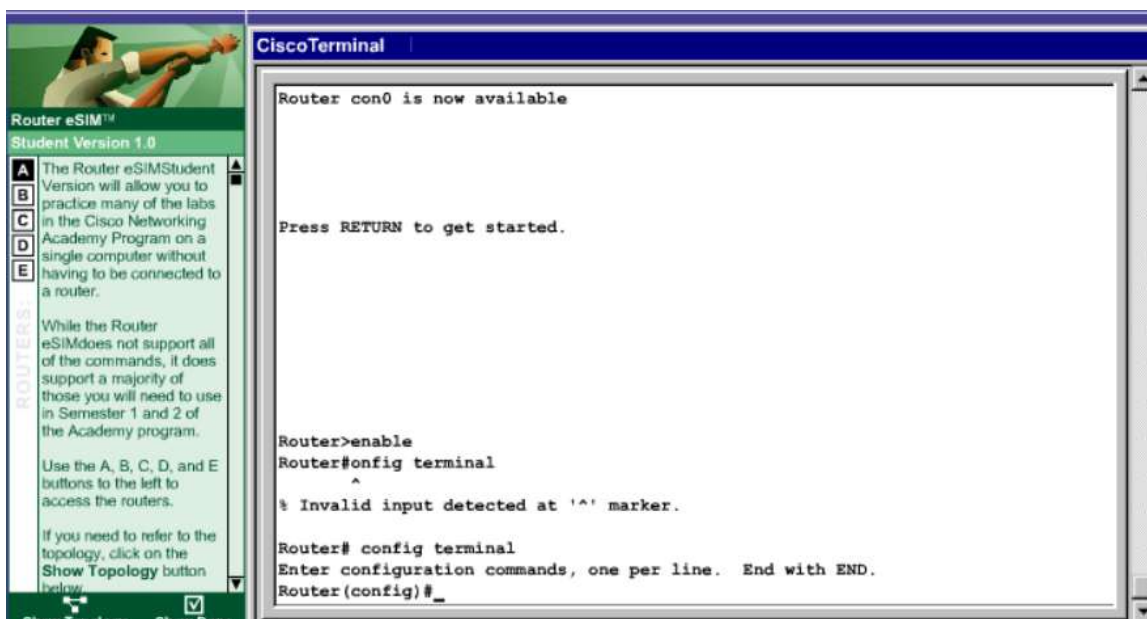 Router eSIM™
Student Version 1.0
A
B
C
D
E
ROUTERS:
The Router eSIMStudent
Version will allow you to
practice many of the labs
in the Cisco Networking
Academy Program on a
single computer without
having to be connected to
a router.
While the Router
eSIMdoes not support all
of the commands, it does
support a majority of
those you will need to use
in Semester 1 and 2 of
the Academy program.
Use the A, B, C, D, and E
buttons to the left to
access the routers.
If you need to refer to the
topology, click on the
Show Topology button
below
CiscoTerminal
Router con0 is now available
Press RETURN to get started.
Router>enable
Router#onfig terminal
^
% Invalid input detected at '^' marker.
Router# config terminal
Enter configuration commands, one per line.  End with END.
Router(config)#_